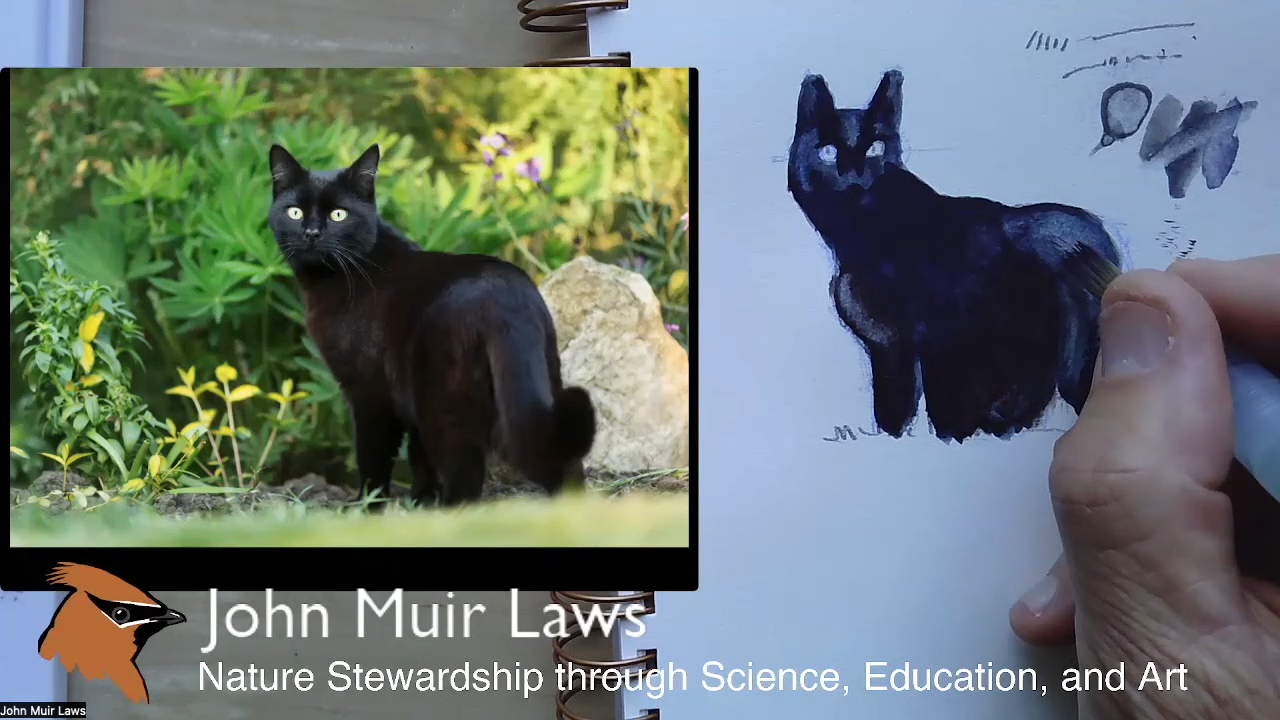 John Muir Laws
Nature Stewardship through Science, Education, and Art
John Muir Laws